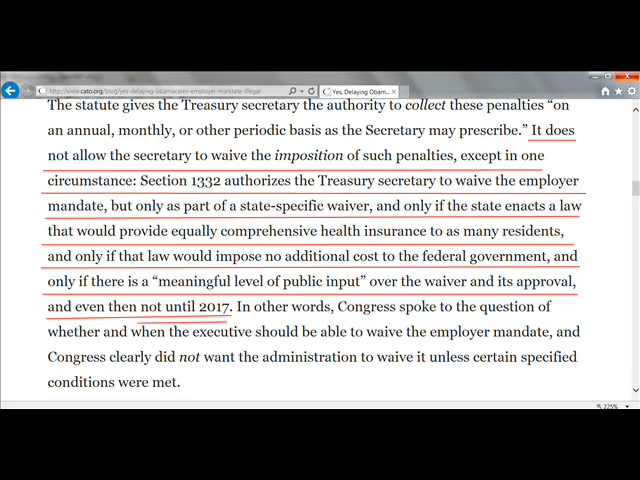 http://www.cato.org/blog/yes-delaying-obamacares-employer-mandate-illegal
Yes, Delaying Obam...
The statute gives the Treasury secretary the authority to collect these penalties “on
an annual, monthly, or other periodic basis as the Secretary may prescribe.” It does
not allow the secretary to waive the imposition of such penalties, except in one
circumstance: Section 1332 authorizes the Treasury secretary to waive the employer
mandate, but only as part of a state-specific waiver, and only if the state enacts a law
that would provide equally comprehensive health insurance to as many residents,
and only if that law would impose no additional cost to the federal government, and
only if there is a “meaningful level of public input” over the waiver and its approval,
and even then not until 2017. In other words, Congress spoke to the question of
whether and when the executive should be able to waive the employer mandate, and
Congress clearly did not want the administration to waive it unless certain specified
conditions were met.
225%